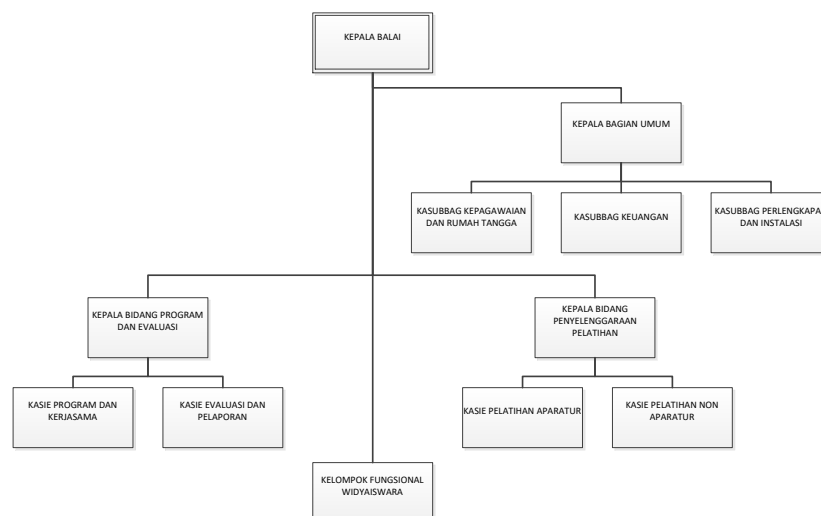 KEPALA BALAI
KEPALA BAGIAN UMUM
KASUBBAG KEPAGAWAIAN
DAN RUMAH TANGGA
KASUBBAG KEUANGAN
KASUBBAG PERLENGKAPA
DAN INSTALASI
KEPALA BIDANG PROGRAM
DAN EVALUASI
KEPALA BIDANG
PENYELENGGARAAN
PELATIHAN
KASIE PROGRAM DAN
KERJASAMA
KASIE EVALUASI DAN
PELAPORAN
KASIE PELATIHAN APARATUR
KASIE PELATIHAN NON
APARATUR
KELOMPOK FUNGSIONAL
WIDYAISWARA